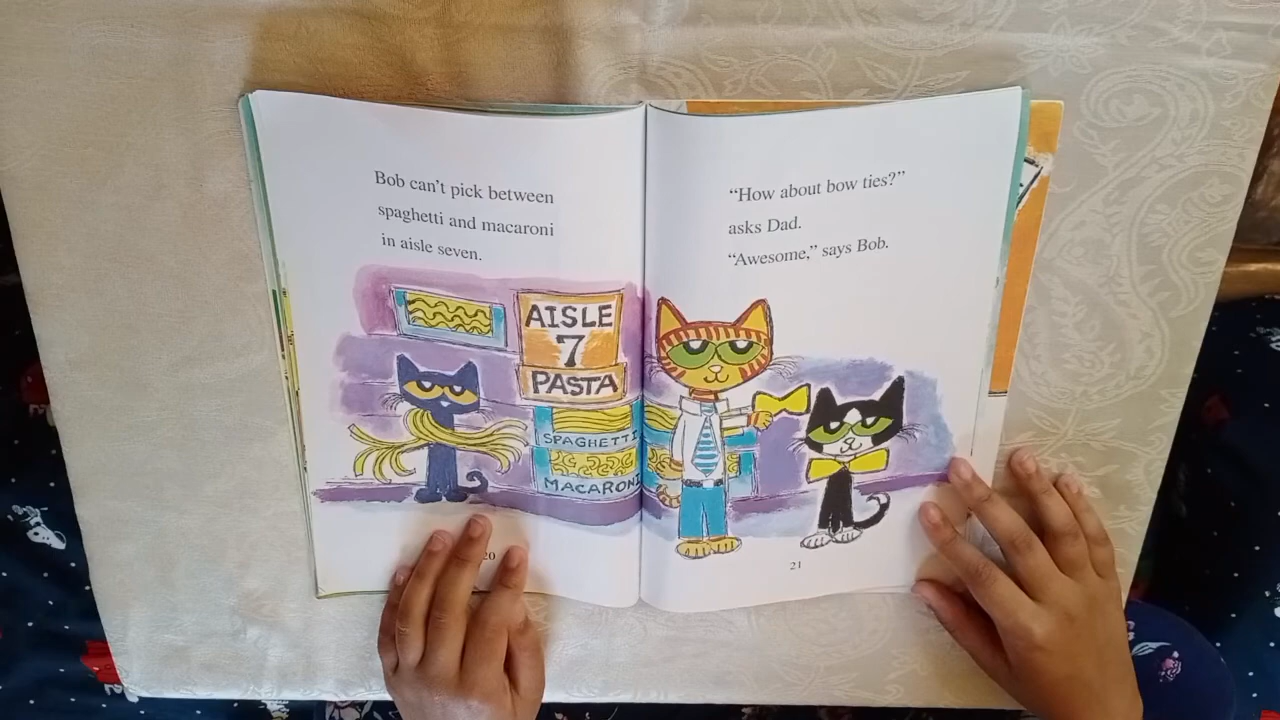 Bob can't pick between
spaghetti and macaroni
in aisle seven.
AISLE
7
PASTA
SPAGHETTI
MACARONI
20
“How about bow ties?”
asks Dad.
“Awesome,” says Bob.
21